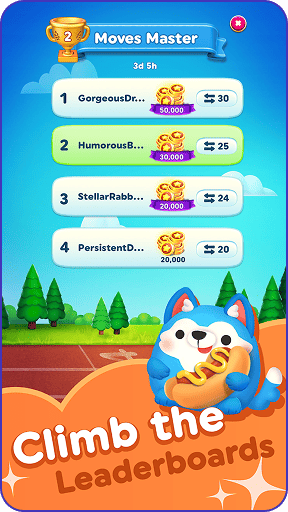 2
Moves Master
3d 5h
1 GorgeousDr... 50,000 30
2 HumorousB... 30,000 25
3 StellarRabb... 20,000 24
4 PersistentD... 20,000 20
Climb the
Leaderboards